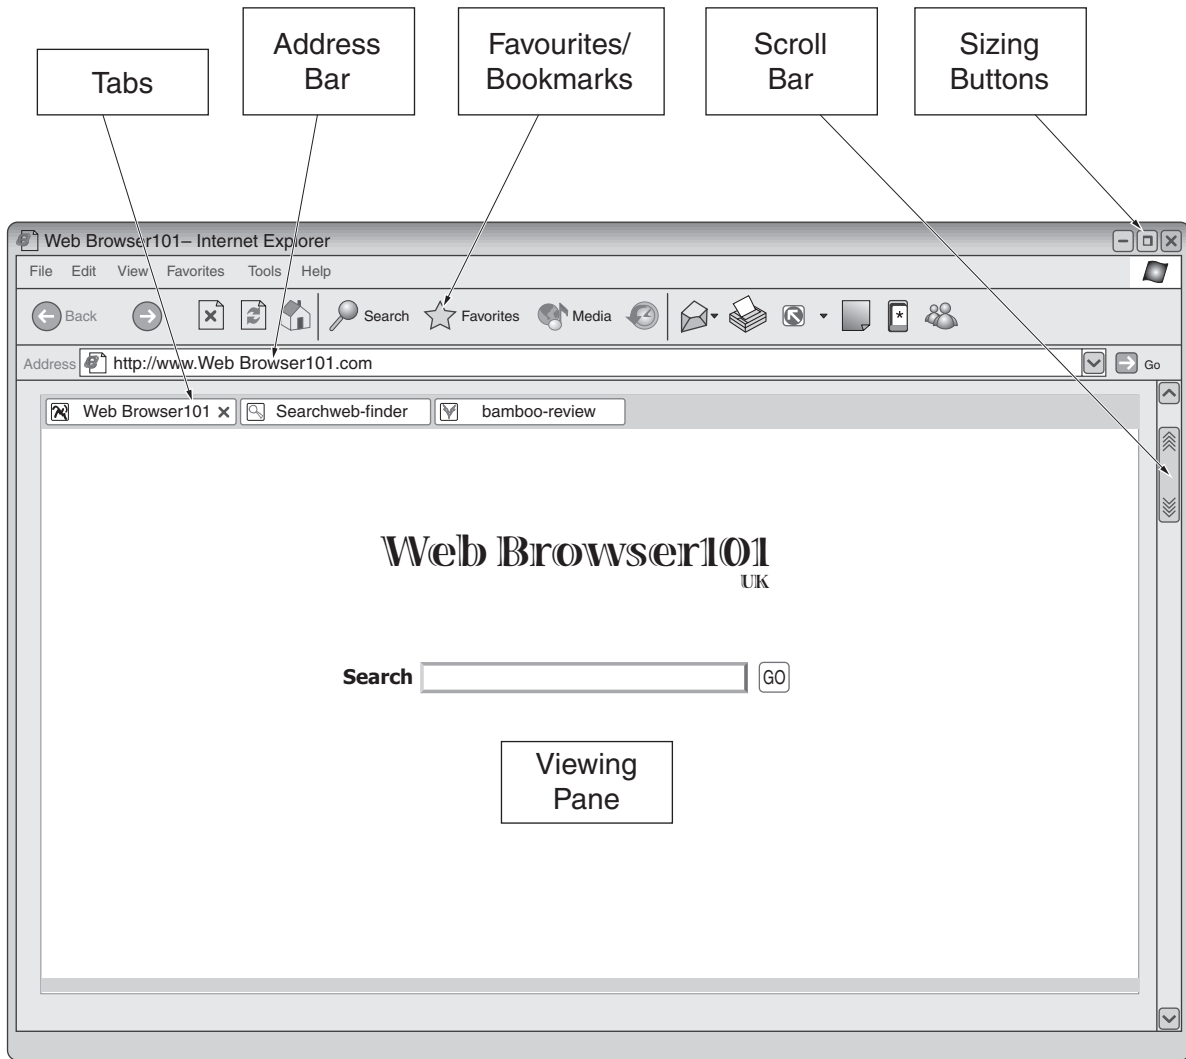 Tabs
Address
Bar
Favourites/
Bookmarks
Scroll
Bar
Sizing
Buttons
Web Browser101– Internet Explorer
File Edit View Favorites Tools Help
Back Search Favorites Media
Address http://www.Web Browser101.com Go
Web Browser101 Searchweb-finder bamboo-review
Web Browser101
UK
Search GO
Viewing
Pane